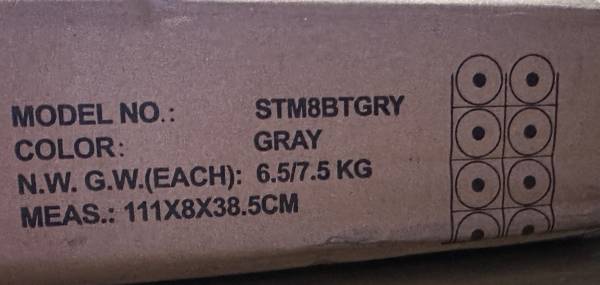 MODEL NO.: STM8BTGRY
COLOR: GRAY
N.W. G.W.(EACH): 6.5/7.5 KG
MEAS.: 111X8X38.5CM